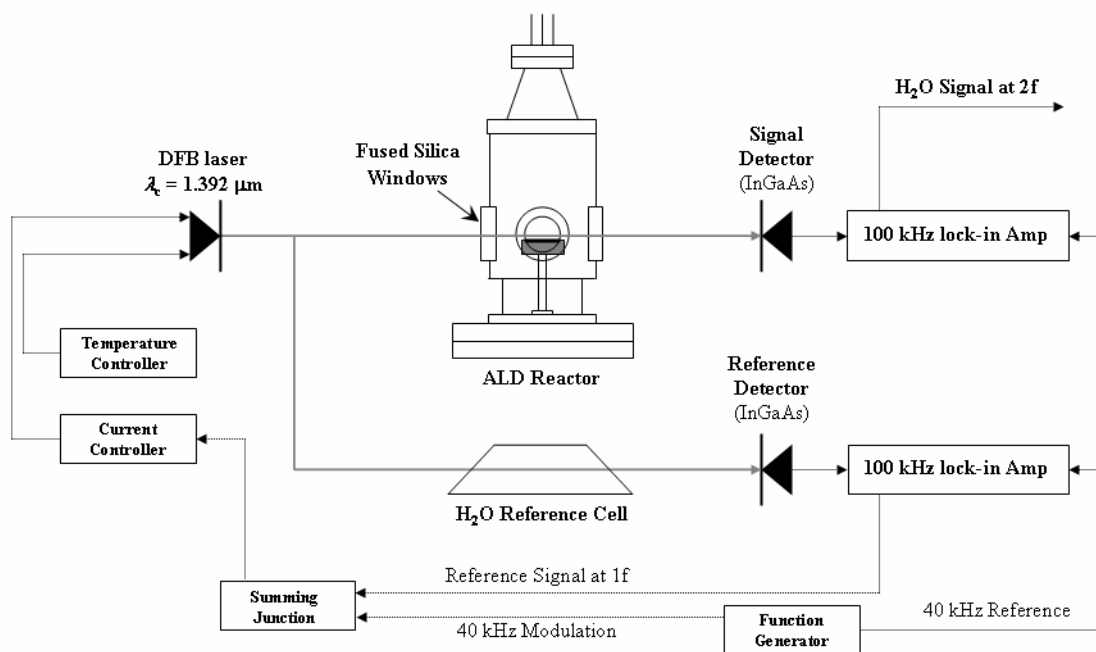 H₂O Signal at 2f
Signal
Detector
(InGaAs)
Fused Silica
Windows
DFB laser
λc = 1.392 μm
100 kHz lock-in Amp
Temperature
Controller
ALD Reactor
Reference
Detector
(InGaAs)
Current
Controller
100 kHz lock-in Amp
H₂O Reference Cell
Reference Signal at 1f
Summing
Junction
40 kHz Modulation
Function
Generator
40 kHz Reference